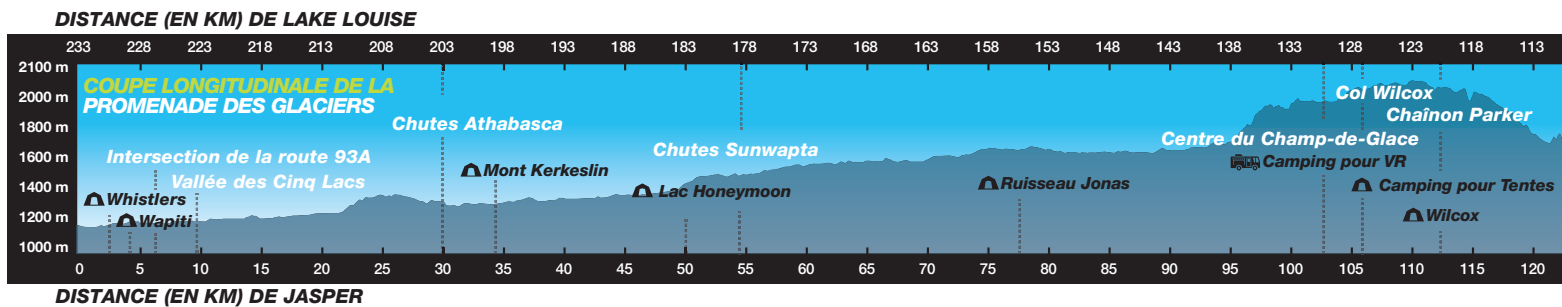 DISTANCE (EN KM) DE LAKE LOUISE
233 228 223 218 213 208 203 198 193 188 183 178 173 168 163 158 153 148 143 138 133 128 123 118 113
2100 m
COUPE LONGITUDINALE DE LA
PROMENADE DES GLACIERS
2000 m
Col Wilcox
Chaînon Parker
1800 m
Chutes Athabasca
Centre du Champ-de-Glace
1600 m
Intersection de la route 93A
Chutes Sunwapta
Camping pour VR
Mont Kerkeslin
Vallée des Cinq Lacs
1400 m
Whistlers
Lac Honeymoon
Ruisseau Jonas
Camping pour Tentes
1200 m
Wapiti
Wilcox
1000 m
0 5 10 15 20 25 30 35 40 45 50 55 60 65 70 75 80 85 90 95 100 105 110 115 120
DISTANCE (EN KM) DE JASPER